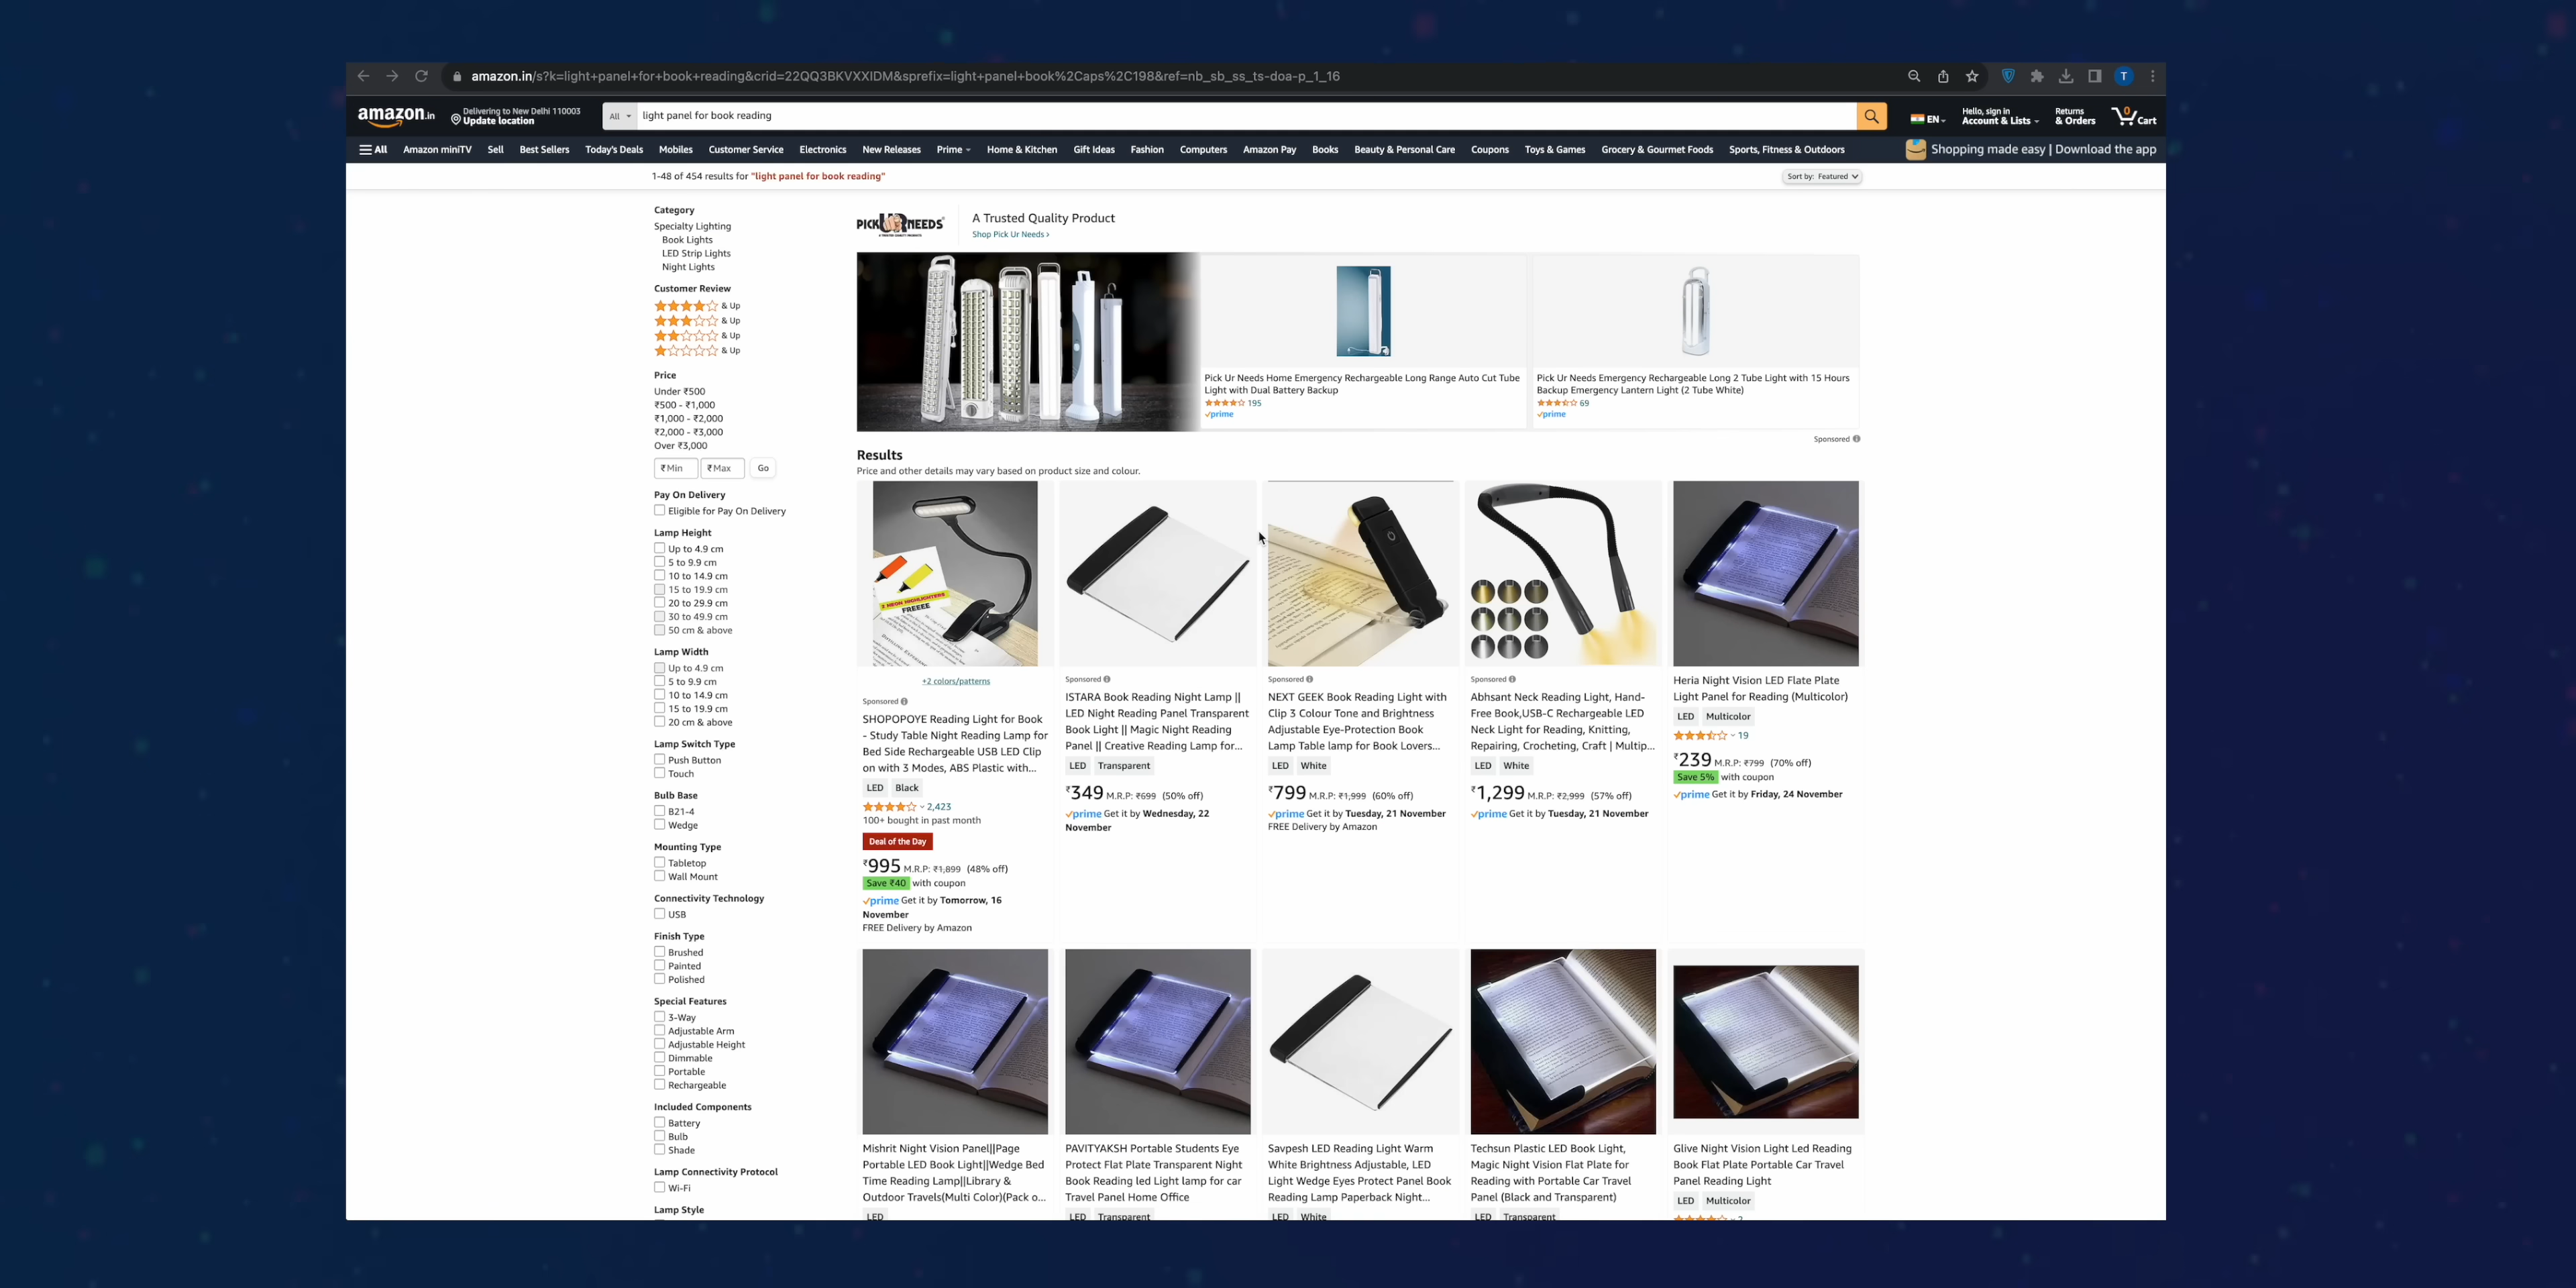 amazon.in/s?k=light+panel+for+book+reading&crid=22QQ3BKVXXIDM&sprefix=light+panel+book%2Caps%2C198&ref=nb_sb_ss_ts-doa-p_1_16
T
amazon.in
Delivering to New Delhi 110003
Update location
All
light panel for book reading
EN
Hello, sign in
Account & Lists
Returns
& Orders
0
Cart
All Amazon miniTV Sell Best Sellers Today's Deals Mobiles Customer Service Electronics New Releases Prime Home & Kitchen Gift Ideas Fashion Computers Amazon Pay Books Beauty & Personal Care Coupons Toys & Games Grocery & Gourmet Foods Sports, Fitness & Outdoors
Shopping made easy | Download the app
1-48 of 454 results for "light panel for book reading"
Sort by: Featured
Category
Specialty Lighting
Book Lights
LED Strip Lights
Night Lights
Customer Review
& Up
& Up
& Up
& Up
Price
Under ₹500
₹500 - ₹1,000
₹1,000 - ₹2,000
₹2,000 - ₹3,000
Over ₹3,000
₹ Min ₹ Max Go
Pay On Delivery
Eligible for Pay On Delivery
Lamp Height
Up to 4.9 cm
5 to 9.9 cm
10 to 14.9 cm
15 to 19.9 cm
20 to 29.9 cm
30 to 49.9 cm
50 cm & above
Lamp Width
Up to 4.9 cm
5 to 9.9 cm
10 to 14.9 cm
15 to 19.9 cm
20 cm & above
Lamp Switch Type
Push Button
Touch
Bulb Base
B21-4
Wedge
Mounting Type
Tabletop
Wall Mount
Connectivity Technology
USB
Finish Type
Brushed
Painted
Polished
Special Features
3-Way
Adjustable Arm
Adjustable Height
Dimmable
Portable
Rechargeable
Included Components
Battery
Bulb
Shade
Lamp Connectivity Protocol
Wi-Fi
Lamp Style
PICK UR NEEDS
A Trusted Quality Product
Shop Pick Ur Needs ›
Pick Ur Needs Home Emergency Rechargeable Long Range Auto Cut Tube
Light with Dual Battery Backup
195
prime
Pick Ur Needs Emergency Rechargeable Long 2 Tube Light with 15 Hours
Backup Emergency Lantern Light (2 Tube White)
69
prime
Sponsored
Results
Price and other details may vary based on product size and colour.
2 NEON HIGHLIGHTERS
FREEEE
+2 colors/patterns
Sponsored
SHOPOPOYE Reading Light for Book
- Study Table Night Reading Lamp for
Bed Side Rechargeable USB LED Clip
on with 3 Modes, ABS Plastic with...
LED Black
2,423
100+ bought in past month
Deal of the Day
₹995 M.R.P: ₹1,899 (48% off)
Save ₹40 with coupon
prime Get it by Tomorrow, 16
November
FREE Delivery by Amazon
Sponsored
ISTARA Book Reading Night Lamp ||
LED Night Reading Panel Transparent
Book Light || Magic Night Reading
Panel || Creative Reading Lamp for...
LED Transparent
₹349 M.R.P: ₹699 (50% off)
prime Get it by Wednesday, 22
November
Sponsored
NEXT GEEK Book Reading Light with
Clip 3 Colour Tone and Brightness
Adjustable Eye-Protection Book
Lamp Table lamp for Book Lovers...
LED White
₹799 M.R.P: ₹1,999 (60% off)
prime Get it by Tuesday, 21 November
FREE Delivery by Amazon
Sponsored
Abhsant Neck Reading Light, Hand-
Free Book,USB-C Rechargeable LED
Neck Light for Reading, Knitting,
Repairing, Crocheting, Craft | Multip...
LED White
₹1,299 M.R.P: ₹2,999 (57% off)
prime Get it by Tuesday, 21 November
Heria Night Vision LED Flate Plate
Light Panel for Reading (Multicolor)
LED Multicolor
19
₹239 M.R.P: ₹799 (70% off)
Save 5% with coupon
prime Get it by Friday, 24 November
Mishrit Night Vision Panel||Page
Portable LED Book Light||Wedge Bed
Time Reading Lamp||Library &
Outdoor Travels(Multi Color)(Pack o...
LED
PAVITYAKSH Portable Students Eye
Protect Flat Plate Transparent Night
Book Reading led Light lamp for car
Travel Panel Home Office
LED Transparent
Savpesh LED Reading Light Warm
White Brightness Adjustable, LED
Light Wedge Eyes Protect Panel Book
Reading Lamp Paperback Night...
LED White
Techsun Plastic LED Book Light,
Magic Night Vision Flat Plate for
Reading with Portable Car Travel
Panel (Black and Transparent)
LED Transparent
Glive Night Vision Light Led Reading
Book Flat Plate Portable Car Travel
Panel Reading Light
LED Multicolor
2